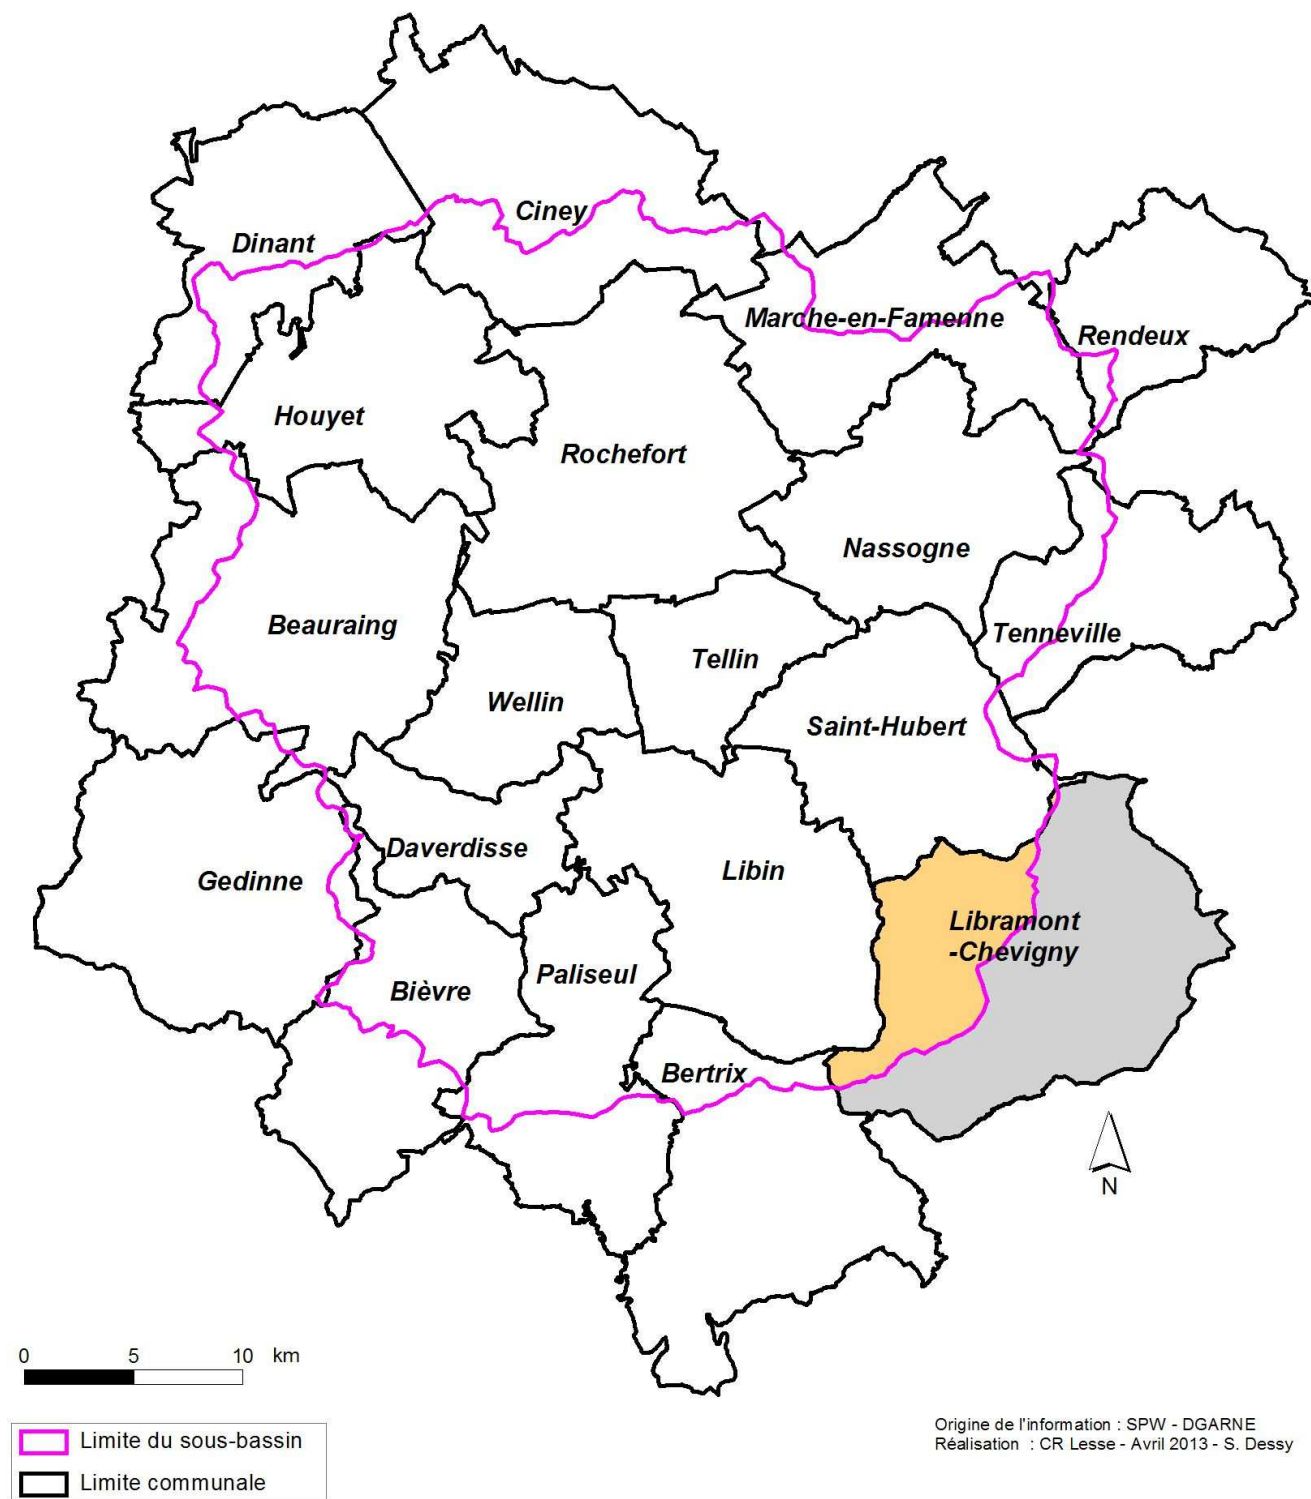 Ciney
Dinant
Marche-en-Famenne
Rendeux
Houyet
Rochefort
Nassogne
Beauraing
Tenneville
Tellin
Wellin
Saint-Hubert
Daverdisse
Libin
Gedinne
Libramont
-Chevigny
Paliseul
Bièvre
Bertrix
N
0 5 10 km
Limite du sous-bassin
Limite communale
Origine de l'information : SPW - DGARNE
Réalisation : CR Lesse - Avril 2013 - S. Dessy